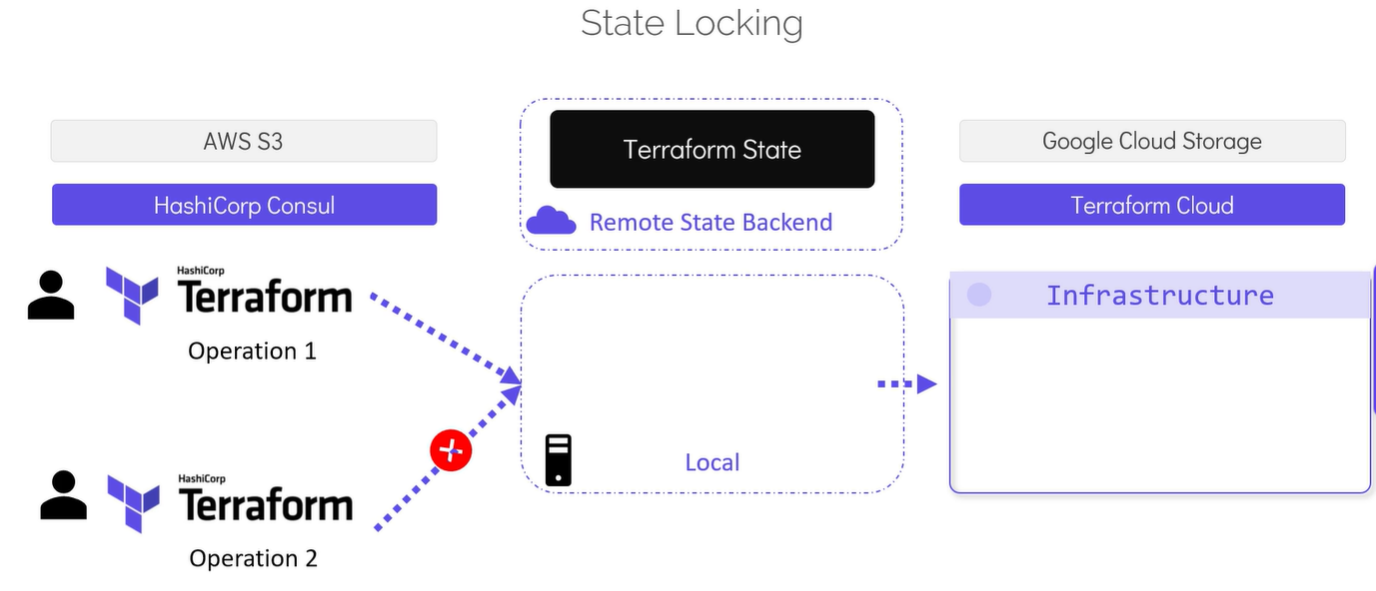 State Locking
AWS S3
HashiCorp Consul
Terraform State
Remote State Backend
Google Cloud Storage
Terraform Cloud
HashiCorp
Terraform
Operation 1
HashiCorp
Terraform
Operation 2
Local
Infrastructure